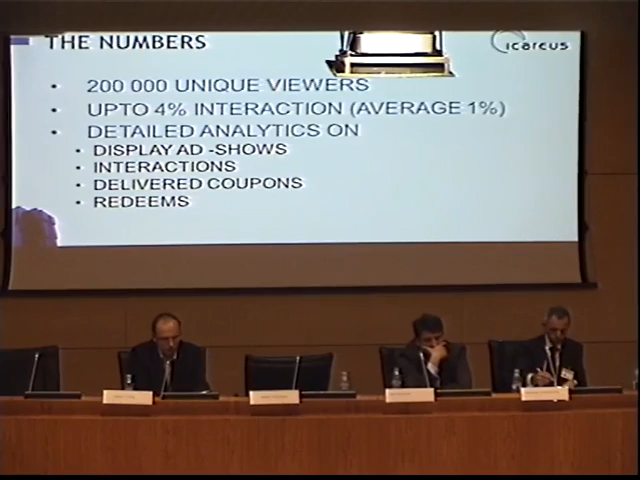 THE NUMBERS
icareus
• 200 000 UNIQUE VIEWERS
• UPTO 4% INTERACTION (AVERAGE 1%)
• DETAILED ANALYTICS ON
• DISPLAY AD -SHOWS
• INTERACTIONS
• DELIVERED COUPONS
• REDEEMS